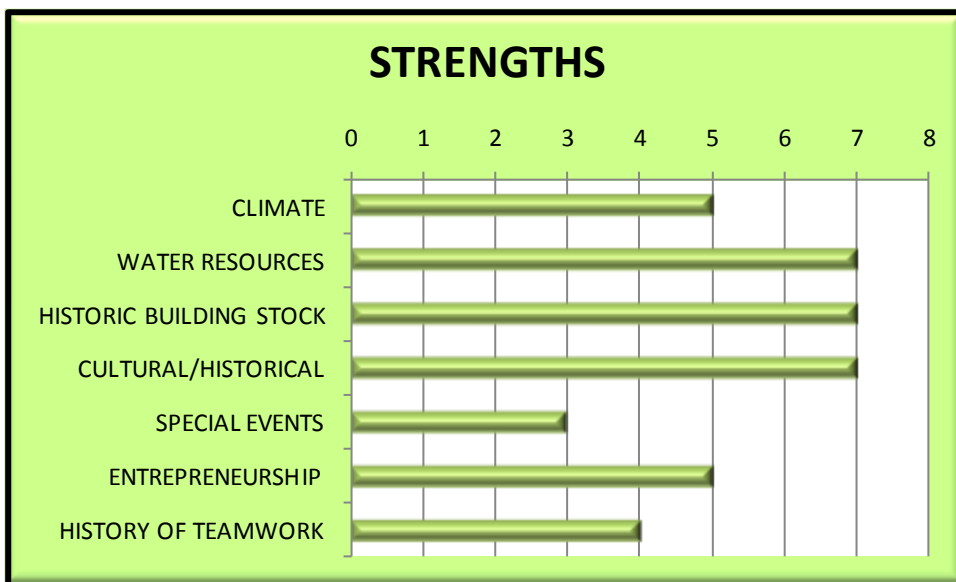 STRENGTHS
0 1 2 3 4 5 6 7 8
CLIMATE
WATER RESOURCES
HISTORIC BUILDING STOCK
CULTURAL/HISTORICAL
SPECIAL EVENTS
ENTREPRENEURSHIP
HISTORY OF TEAMWORK